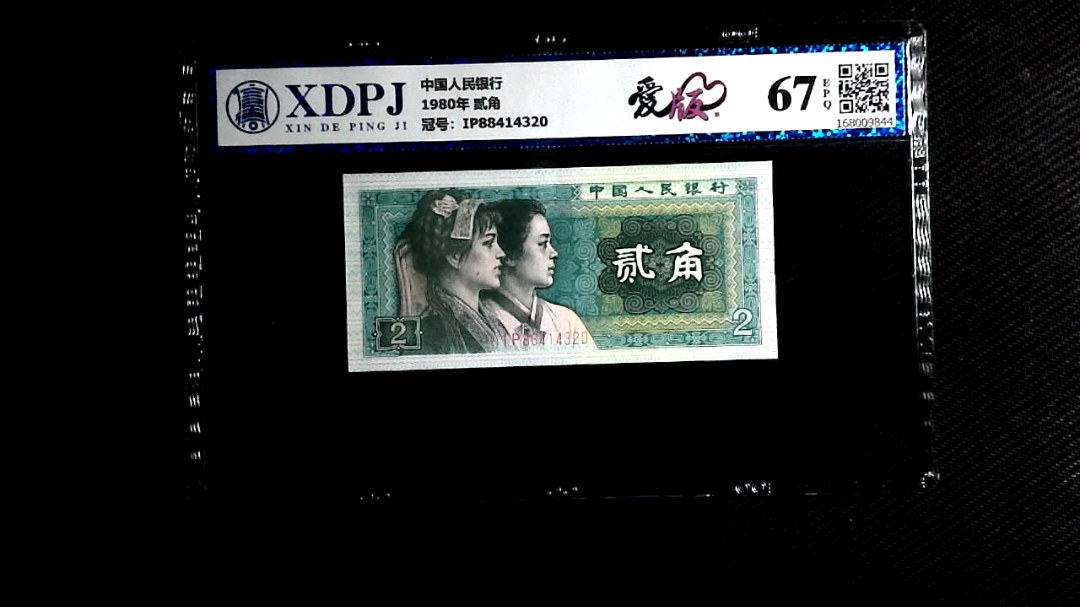 XDPJ
XIN DE PING JI
中国人民银行
1980年 贰角
冠号：IP88414320
爱版
67
EPQ
168009844
中国人民银行
贰角
2
2
IP88414320